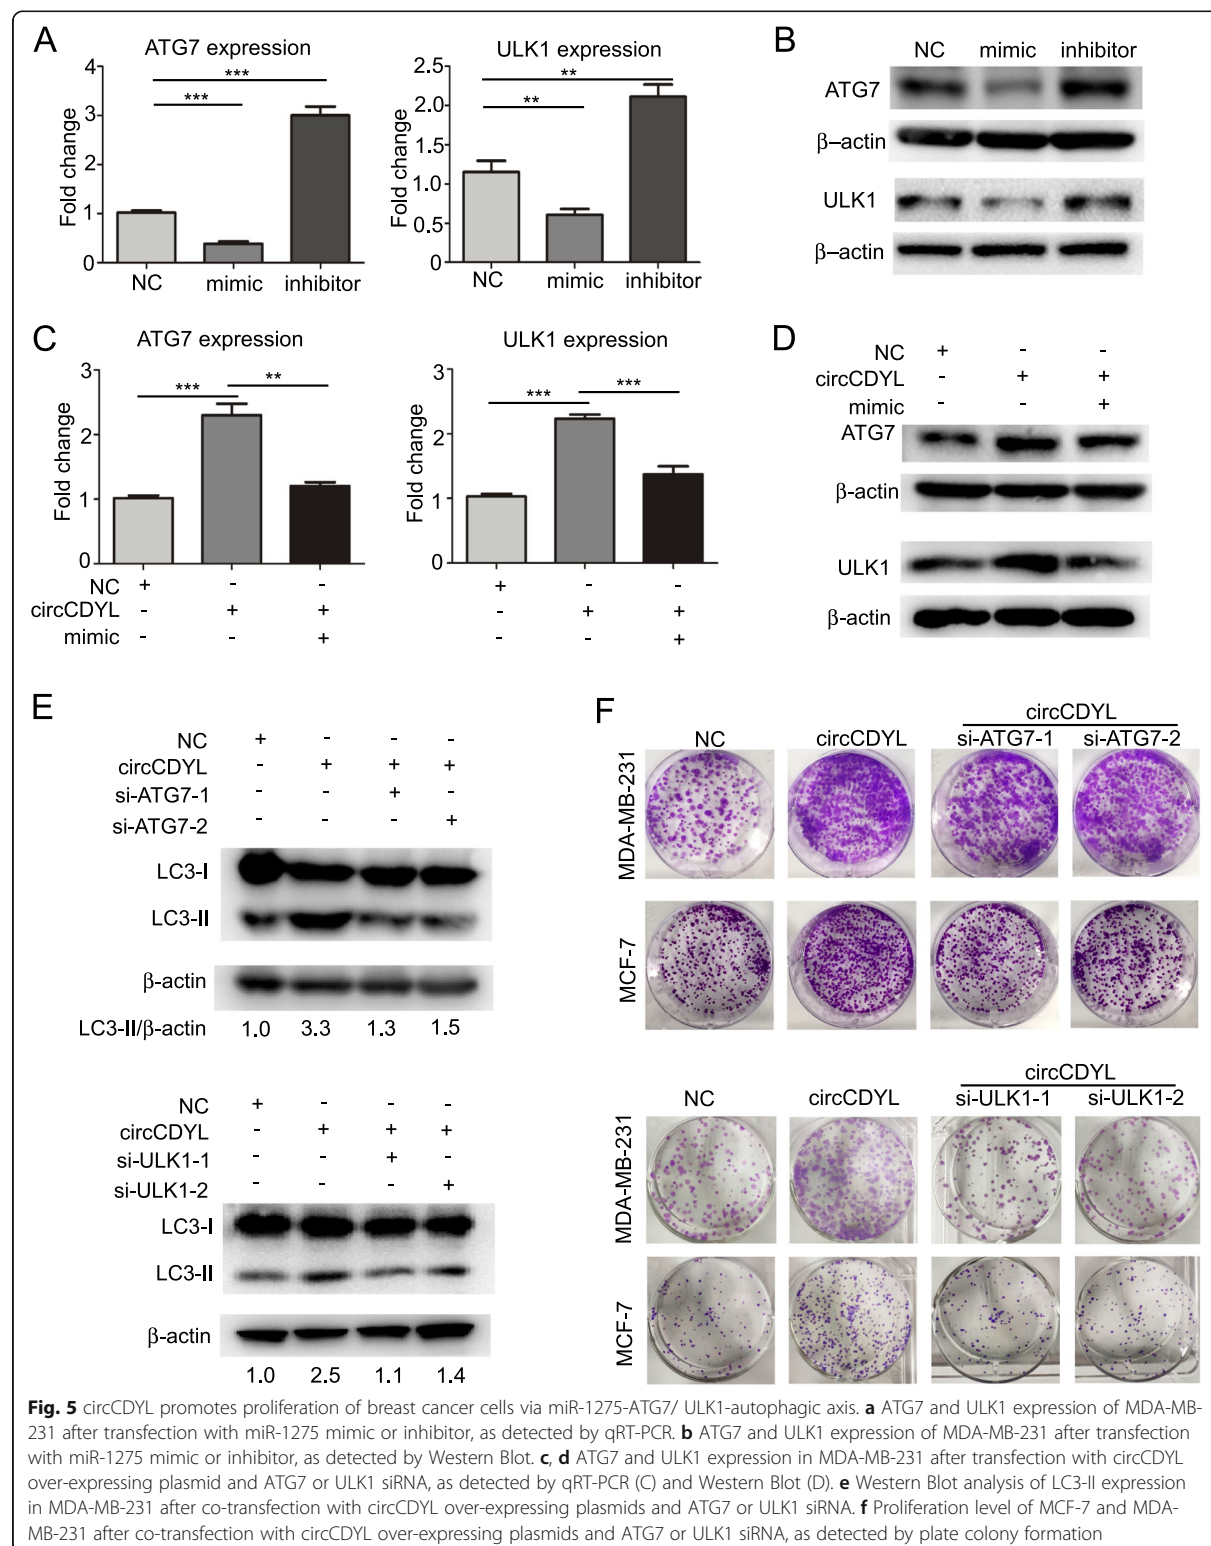 A
ATG7 expression
Fold change
4
3
2
1
0
***
***
NC mimic inhibitor
ULK1 expression
Fold change
2.5
2.0
1.5
1.0
0.5
0
**
**
NC mimic inhibitor
B
NC mimic inhibitor
ATG7
β–actin
ULK1
β–actin
C
ATG7 expression
Fold change
3
2
1
0
*** **
NC + - -
circCDYL - + +
mimic - - +
ULK1 expression
Fold change
3
2
1
0
*** ***
+ - -
- + +
- - +
D
NC + - -
circCDYL - + +
mimic - - +
ATG7
β-actin
ULK1
β-actin
E
NC + - - -
circCDYL - + + +
si-ATG7-1 - - + -
si-ATG7-2 - - - +
LC3-I
LC3-II
β-actin
LC3-II/β-actin 1.0 3.3 1.3 1.5
NC + - - -
circCDYL - + + +
si-ULK1-1 - - + -
si-ULK1-2 - - - +
LC3-I
LC3-II
β-actin
1.0 2.5 1.1 1.4
F
circCDYL
NC circCDYL si-ATG7-1 si-ATG7-2
MDA-MB-231
MCF-7
circCDYL
NC circCDYL si-ULK1-1 si-ULK1-2
MDA-MB-231
MCF-7
Fig. 5 circCDYL promotes proliferation of breast cancer cells via miR-1275-ATG7/ ULK1-autophagic axis. a ATG7 and ULK1 expression of MDA-MB-
231 after transfection with miR-1275 mimic or inhibitor, as detected by qRT-PCR. b ATG7 and ULK1 expression of MDA-MB-231 after transfection
with miR-1275 mimic or inhibitor, as detected by Western Blot. c, d ATG7 and ULK1 expression in MDA-MB-231 after transfection with circCDYL
over-expressing plasmid and ATG7 or ULK1 siRNA, as detected by qRT-PCR (C) and Western Blot (D). e Western Blot analysis of LC3-II expression
in MDA-MB-231 after co-transfection with circCDYL over-expressing plasmids and ATG7 or ULK1 siRNA. f Proliferation level of MCF-7 and MDA-
MB-231 after co-transfection with circCDYL over-expressing plasmids and ATG7 or ULK1 siRNA, as detected by plate colony formation